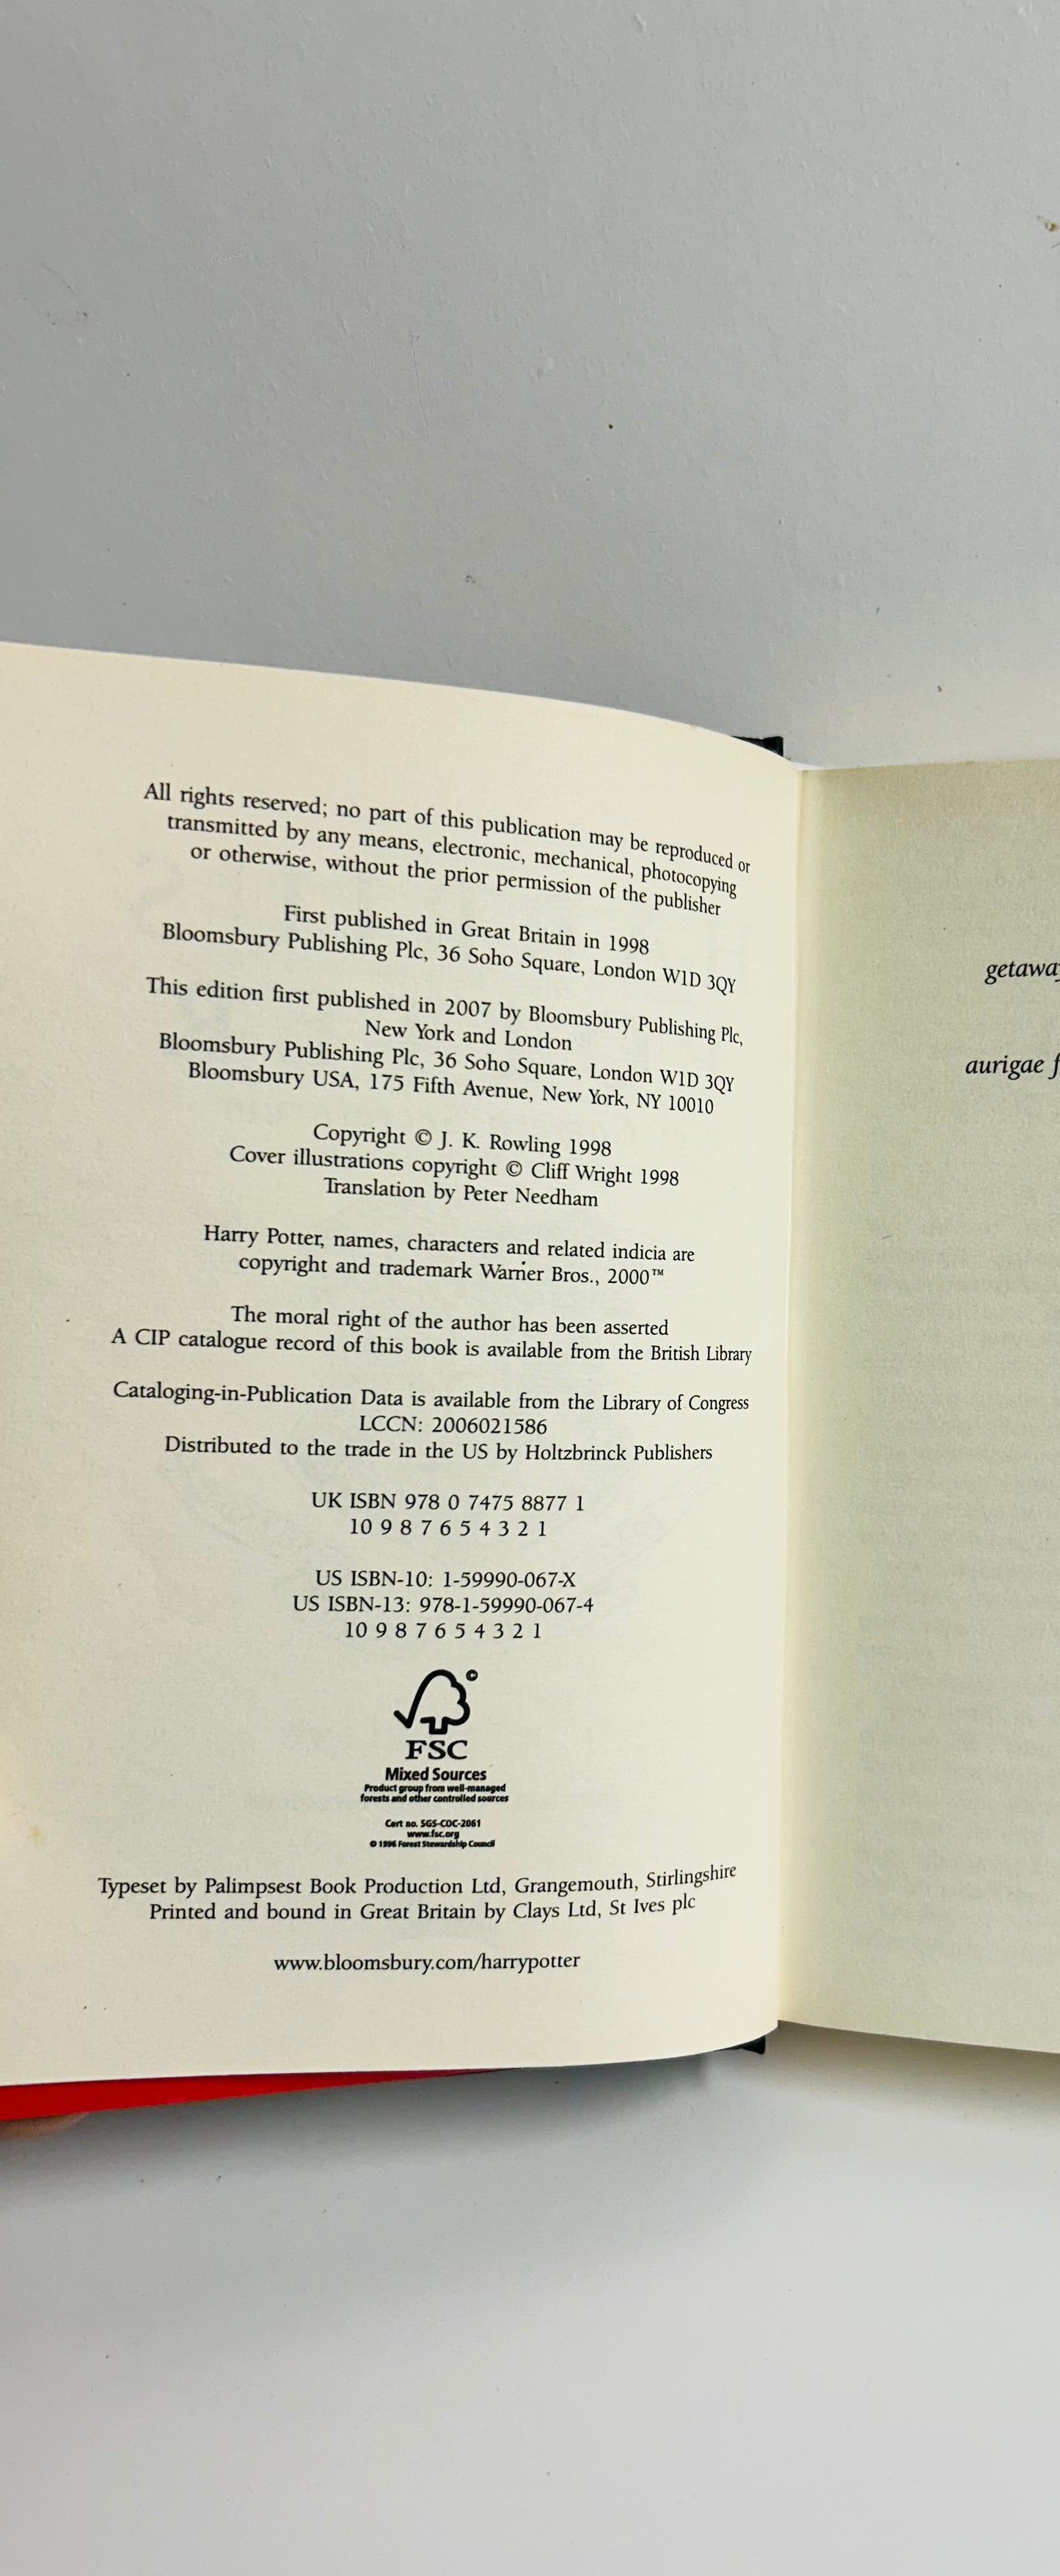 All rights reserved; no part of this publication may be reproduced or
transmitted by any means, electronic, mechanical, photocopying
or otherwise, without the prior permission of the publisher
First published in Great Britain in 1998
Bloomsbury Publishing Plc, 36 Soho Square, London W1D 3QY
This edition first published in 2007 by Bloomsbury Publishing Plc,
New York and London
Bloomsbury Publishing Plc, 36 Soho Square, London W1D 3QY
Bloomsbury USA, 175 Fifth Avenue, New York, NY 10010
Copyright © J. K. Rowling 1998
Cover illustrations copyright © Cliff Wright 1998
Translation by Peter Needham
Harry Potter, names, characters and related indicia are
copyright and trademark Warner Bros., 2000™
The moral right of the author has been asserted
A CIP catalogue record of this book is available from the British Library
Cataloging-in-Publication Data is available from the Library of Congress
LCCN: 2006021586
Distributed to the trade in the US by Holtzbrinck Publishers
UK ISBN 978 0 7475 8877 1
10 9 8 7 6 5 4 3 2 1
US ISBN-10: 1-59990-067-X
US ISBN-13: 978-1-59990-067-4
10 9 8 7 6 5 4 3 2 1
©
FSC
Mixed Sources
Product group from well-managed
forests and other controlled sources
Cert no. SGS-COC-2061
www.fsc.org
© 1996 Forest Stewardship Council
Typeset by Palimpsest Book Production Ltd, Grangemouth, Stirlingshire
Printed and bound in Great Britain by Clays Ltd, St Ives plc
www.bloomsbury.com/harrypotter
aurigae